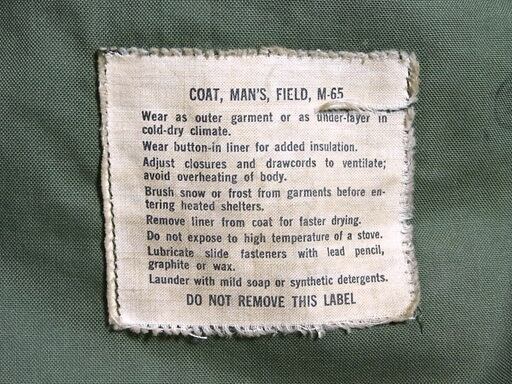 COAT, MAN'S, FIELD, M-65
Wear as outer garment or as under-layer in
cold-dry climate.
Wear button-in liner for added insulation.
Adjust closures and drawcords to ventilate;
avoid overheating of body.
Brush snow or frost from garments before en-
tering heated shelters.
Remove liner from coat for faster drying.
Do not expose to high temperature of a stove.
Lubricate slide fasteners with lead pencil,
graphite or wax.
Launder with mild soap or synthetic detergents.
DO NOT REMOVE THIS LABEL